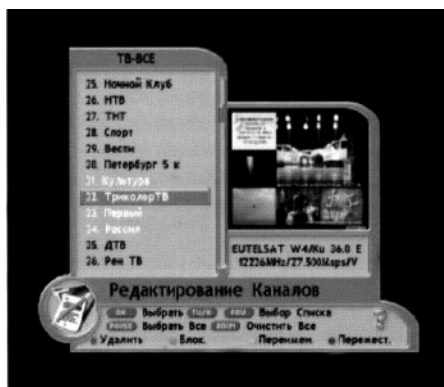 ТВ-ВСЕ
25. Ночной Клуб
26. НТВ
27. ТНТ
28. Спорт
29. Вести
30. Петербург 5 к
31. Культура
32. ТриколорТВ
33. Первый
34. Россия
35. ДТВ
36. Рен ТВ
EUTELSAT W4/Ku 36.0 E
12226MHz/27.500Msps/V
Редактирование Каналов
OK Выбрать TV/R FAV Выбор Списка
PAUSE Выбрать Все ZOOM Очистить Все
Удалить Блок. Переимен. Перемест.